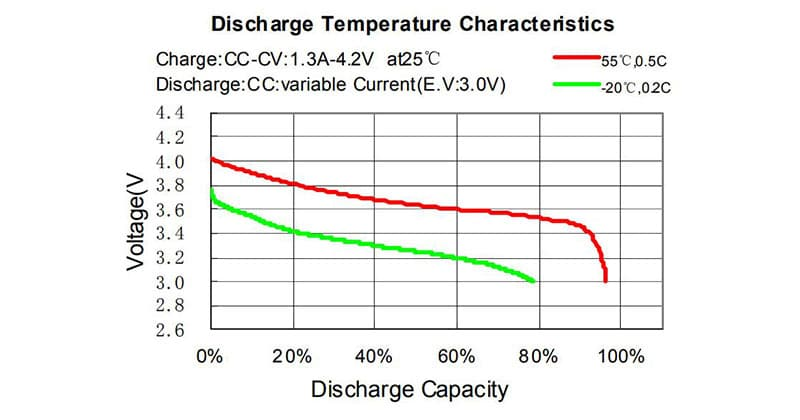 Discharge Temperature Characteristics
Charge:CC-CV:1.3A-4.2V at25℃
Discharge:CC:variable Current(E.V:3.0V)
55℃,0.5C
-20℃,0.2C
4.4
4.2
4.0
3.8
3.6
3.4
3.2
3.0
2.8
2.6
Voltage(V
0% 20% 40% 60% 80% 100%
Discharge Capacity